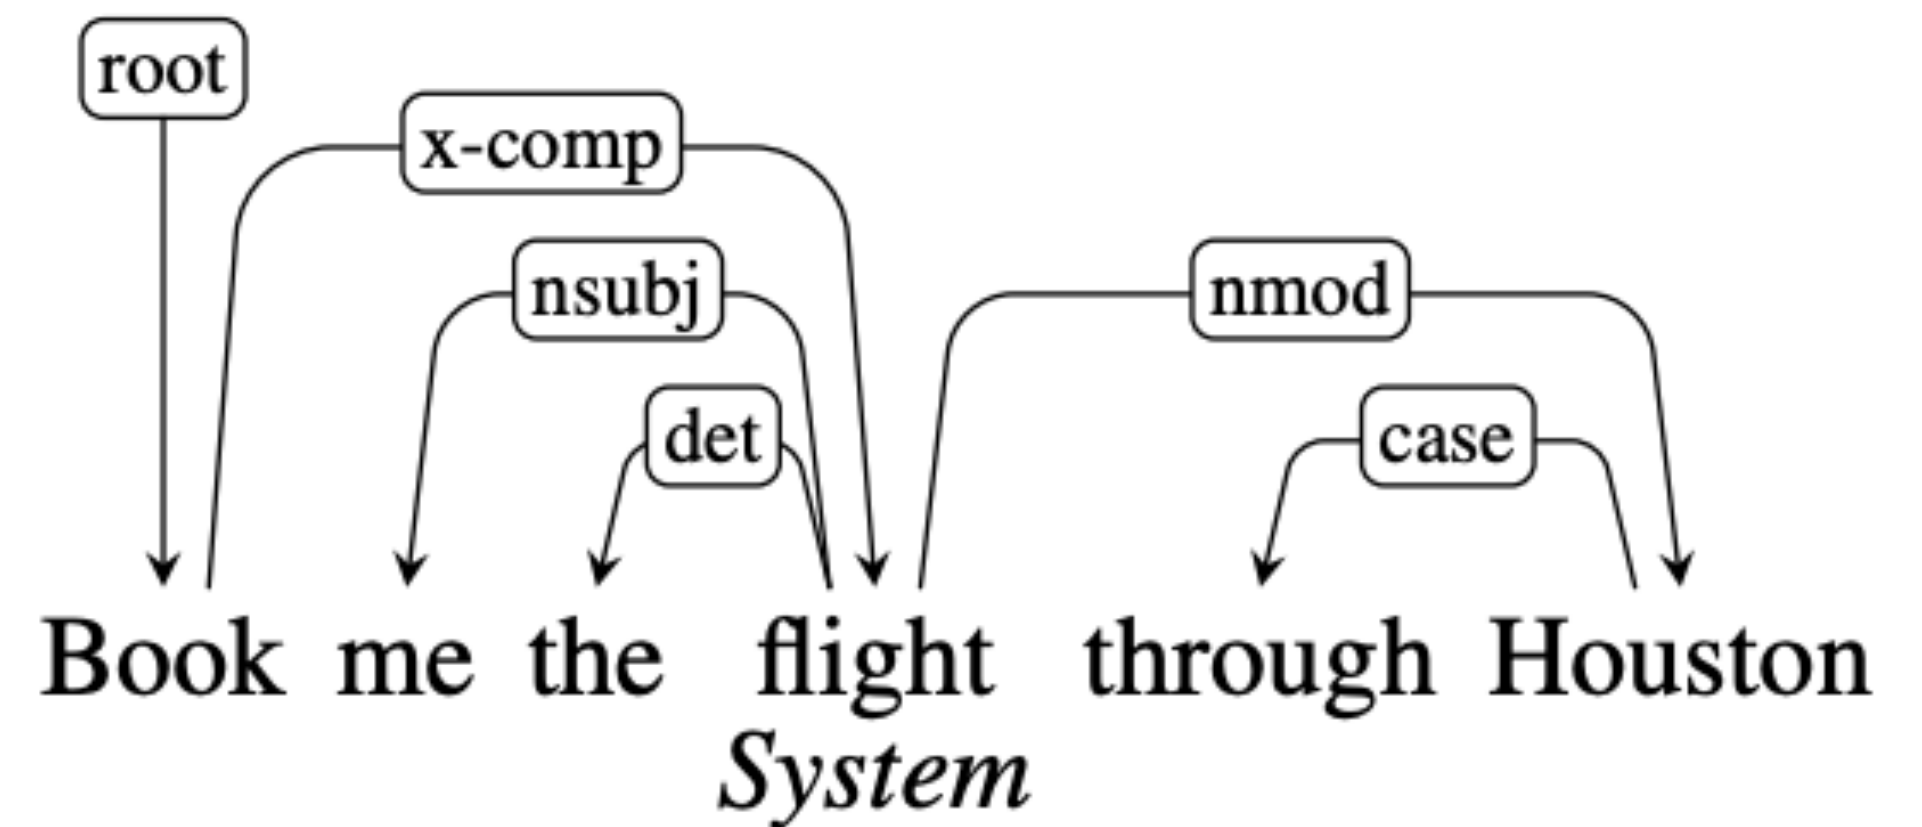 root
x-comp
nsubj nmod
det case
Book me the flight through Houston
System